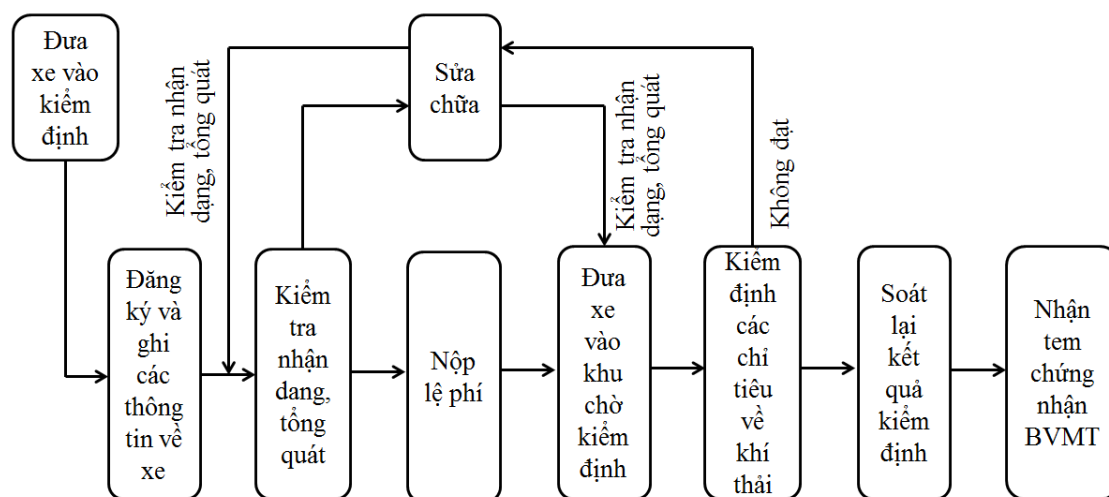 Đưa
xe vào
kiểm
định
Kiểm tra nhận
dạng, tổng quát
Sửa
chữa
Kiểm tra nhận
dạng, tổng quát
Không đạt
Đăng
ký và
ghi
các
thông
tin về
xe
Kiểm
tra
nhận
dang,
tổng
quát
Nộp
lệ phí
Đưa
xe
vào
khu
chờ
kiểm
định
Kiểm
định
các
chỉ
tiêu
về
khí
thải
Soát
lại
kết
quả
kiểm
định
Nhận
tem
chứng
nhận
BVMT